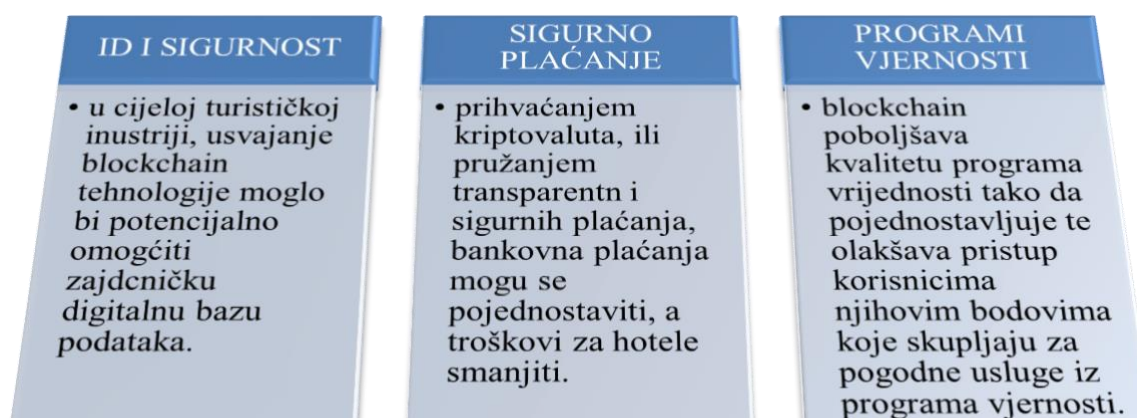 ID I SIGURNOST
• u cijeloj turističkoj
inustriji, usvajanje
blockchain
tehnologije moglo
bi potencijalno
omogćiti
zajdcničku
digitalnu bazu
podataka.
SIGURNO
PLAĆANJE
• prihvaćanjem
kriptovaluta, ili
pružanjem
transparentn i
sigurnih plaćanja,
bankovna plaćanja
mogu se
pojednostaviti, a
troškovi za hotele
smanjiti.
PROGRAMI
VJERNOSTI
• blockchain
poboljšava
kvalitetu programa
vrijednosti tako da
pojednostavljuje te
olakšava pristup
korisnicima
njihovim bodovima
koje skupljaju za
pogodne usluge iz
programa vjernosti.